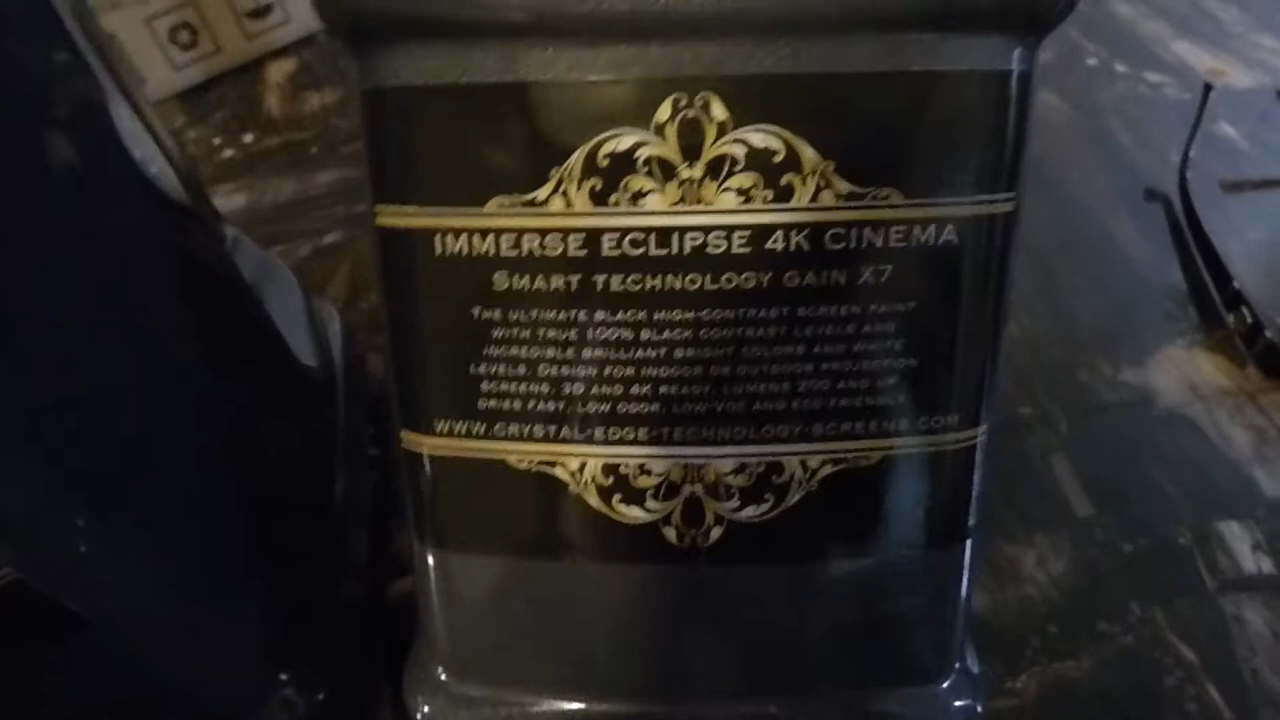 IMMERSE ECLIPSE 4K CINEMA
SMART TECHNOLOGY GAIN X7
THE ULTIMATE BLACK HIGH-CONTRAST SCREEN PAINT
WITH TRUE 100% BLACK CONTRAST LEVELS AND
INCREDIBLE BRILLIANT BRIGHT COLORS AND WHITE
LEVELS. DESIGN FOR INDOOR OR OUTDOOR PROJECTION
SCREENS, 3D AND 4K READY, LUMENS 200 AND UP,
DRIES FAST, LOW ODOR, LOW-VOC AND ECO-FRIENDLY
WWW.CRYSTAL-EDGE-TECHNOLOGY-SCREENS.COM